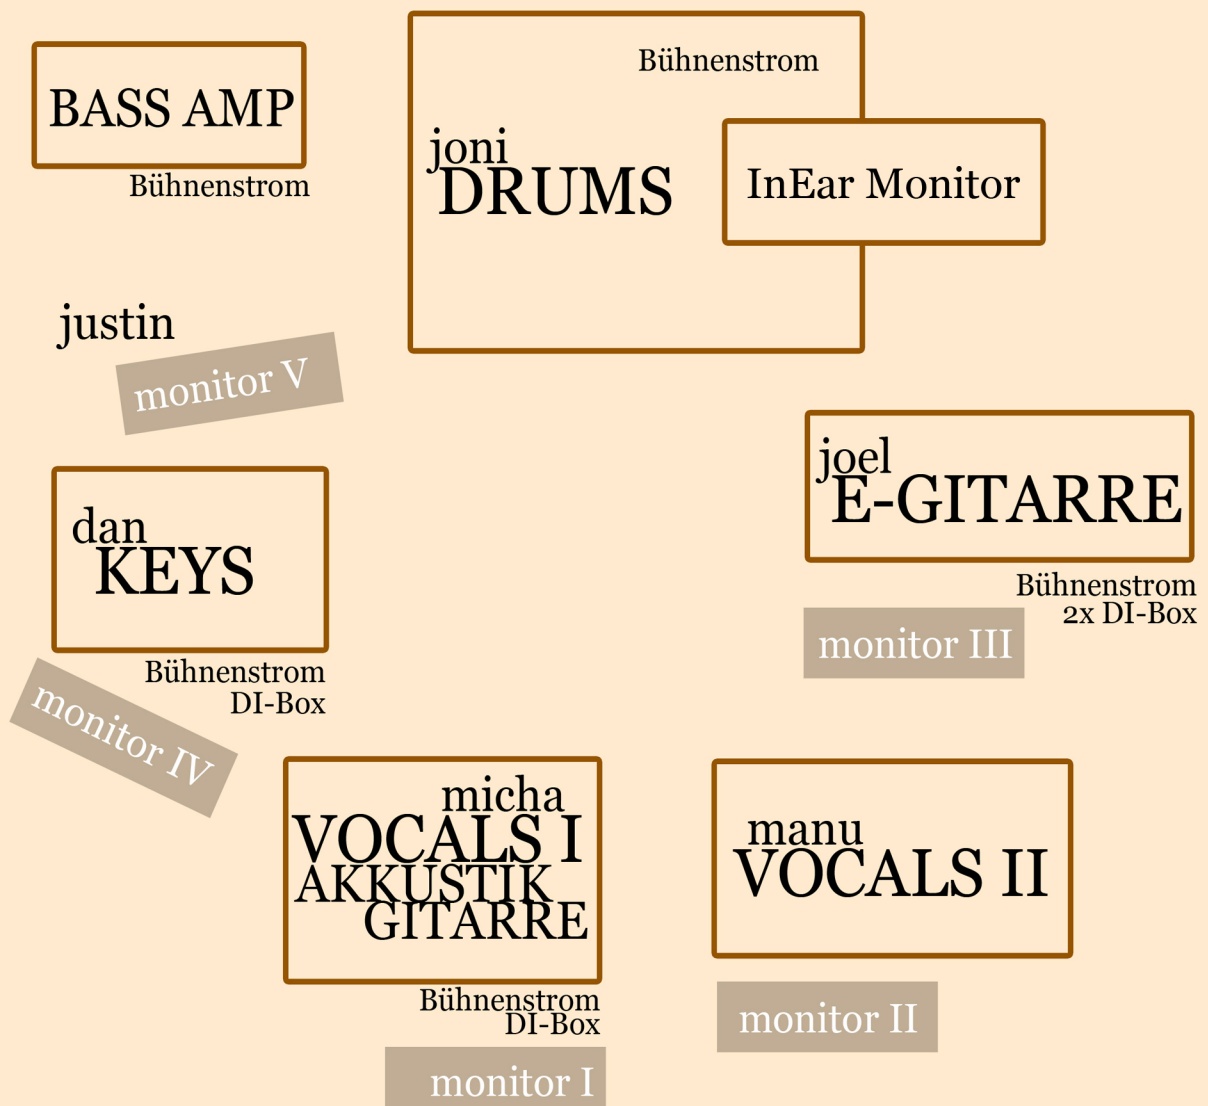 BASS AMP
Bühnenstrom
Bühnenstrom
joni
DRUMS
InEar Monitor
justin
monitor V
joel
E-GITARRE
Bühnenstrom
2x DI-Box
monitor III
dan
KEYS
Bühnenstrom
DI-Box
monitor IV
micha
VOCALS I
AKKUSTIK
GITARRE
Bühnenstrom
DI-Box
monitor I
manu
VOCALS II
monitor II